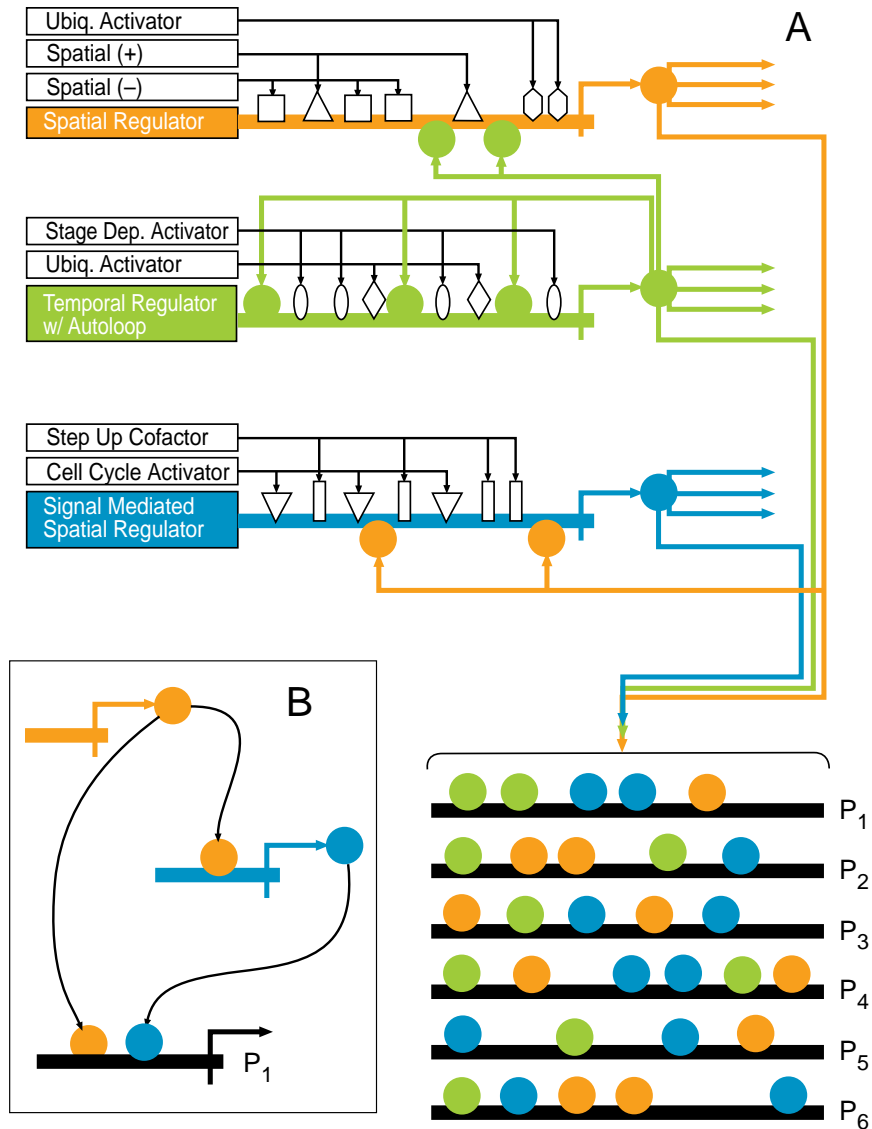 A
Ubiq. Activator
Spatial (+)
Spatial (–)
Spatial Regulator
Stage Dep. Activator
Ubiq. Activator
Temporal Regulator
w/ Autoloop
Step Up Cofactor
Cell Cycle Activator
Signal Mediated
Spatial Regulator
B
P1
P1
P2
P3
P4
P5
P6